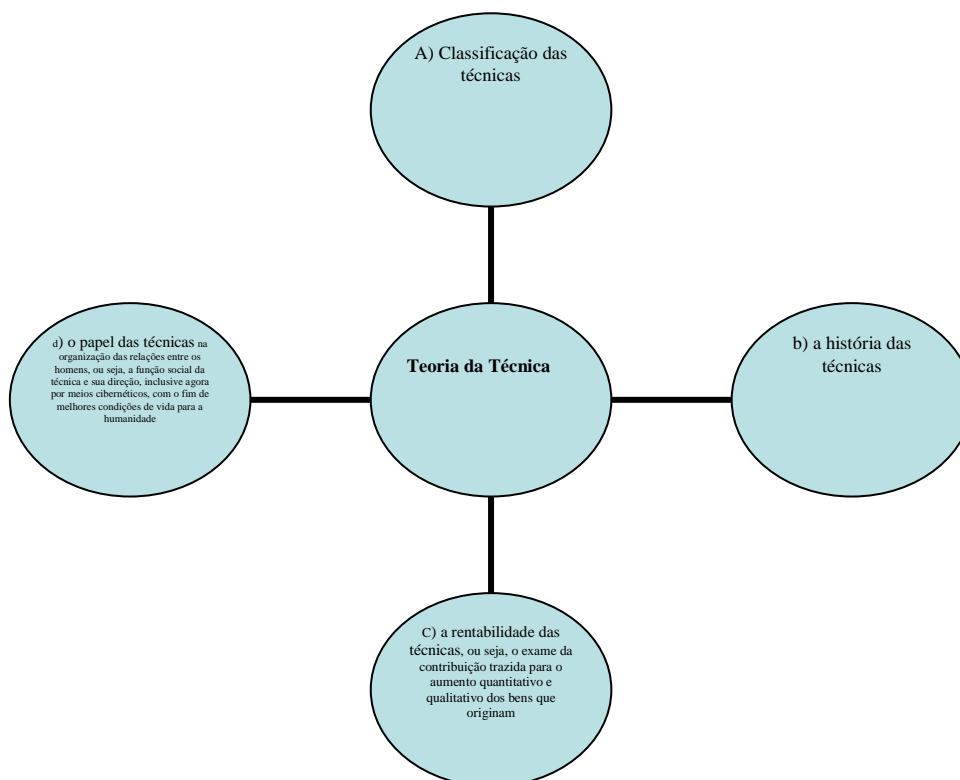 A) Classificação das
técnicas
d) o papel das técnicas na
organização das relações entre os
homens, ou seja, a função social da
técnica e sua direção, inclusive agora
por meios cibernéticos, com o fim de
melhores condições de vida para a
humanidade
Teoria da Técnica
b) a história das
técnicas
C) a rentabilidade das
técnicas, ou seja, o exame da
contribuição trazida para o
aumento quantitativo e
qualitativo dos bens que
originam